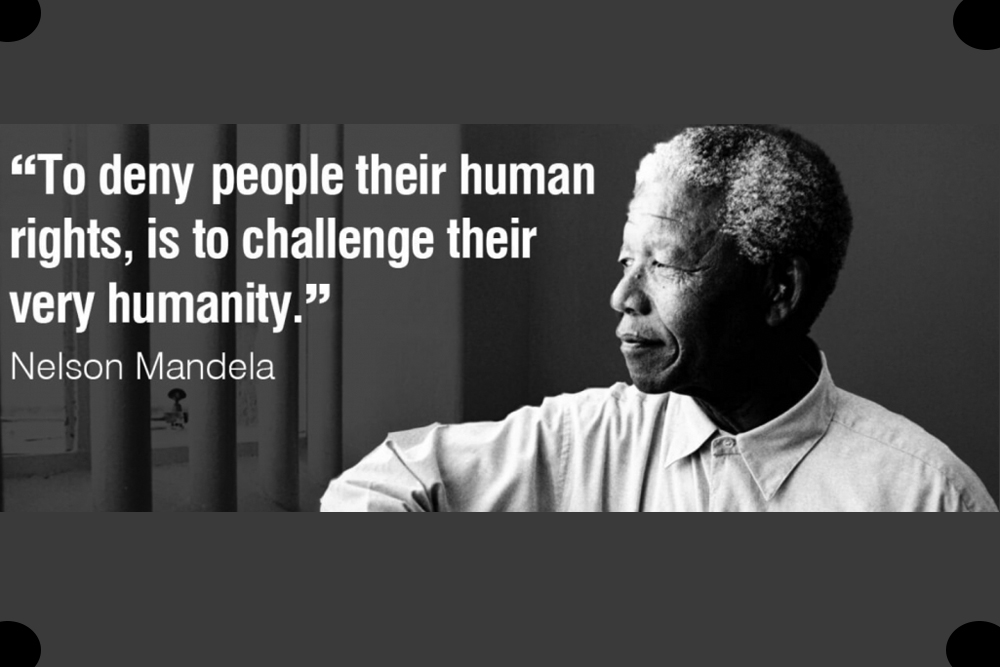 “To deny people their human
rights, is to challenge their
very humanity.”
Nelson Mandela